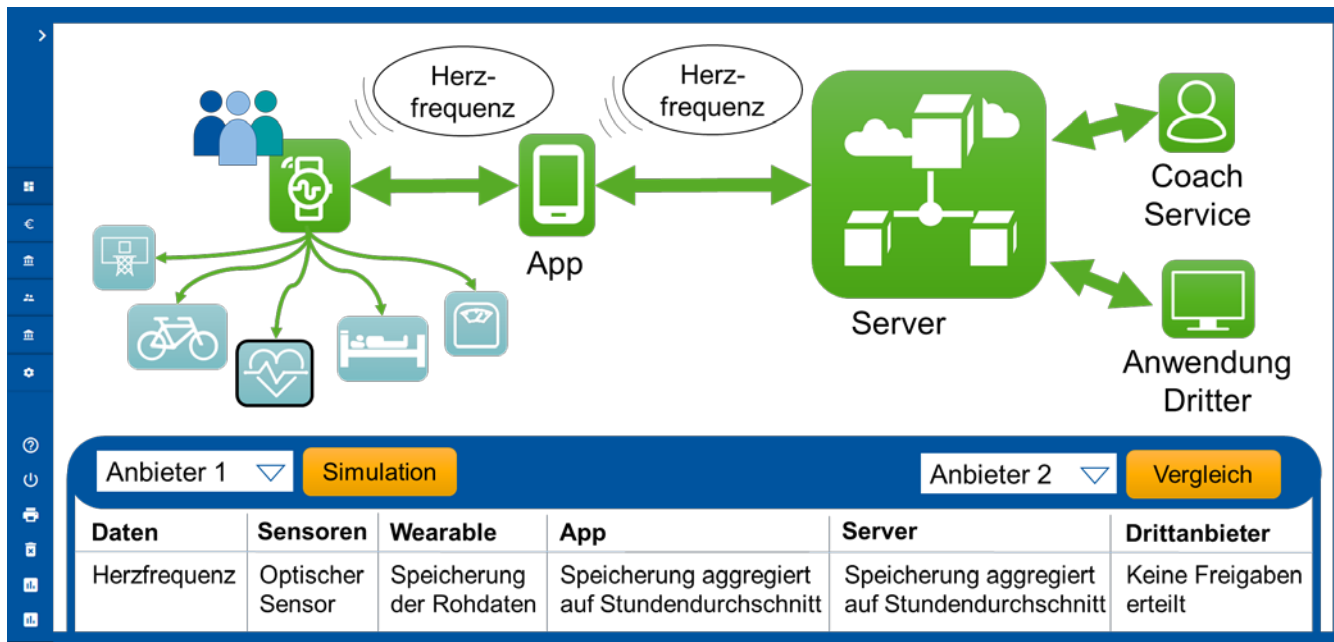 Herz-
frequenz
Herz-
frequenz
App
Server
Coach
Service
Anwendung
Dritter
Anbieter 1
Simulation
Anbieter 2
Vergleich
Daten
Sensoren
Wearable
App
Server
Drittanbieter
Herzfrequenz
Optischer
Sensor
Speicherung
der Rohdaten
Speicherung aggregiert
auf Stundendurchschnitt
Speicherung aggregiert
auf Stundendurchschnitt
Keine Freigaben
erteilt